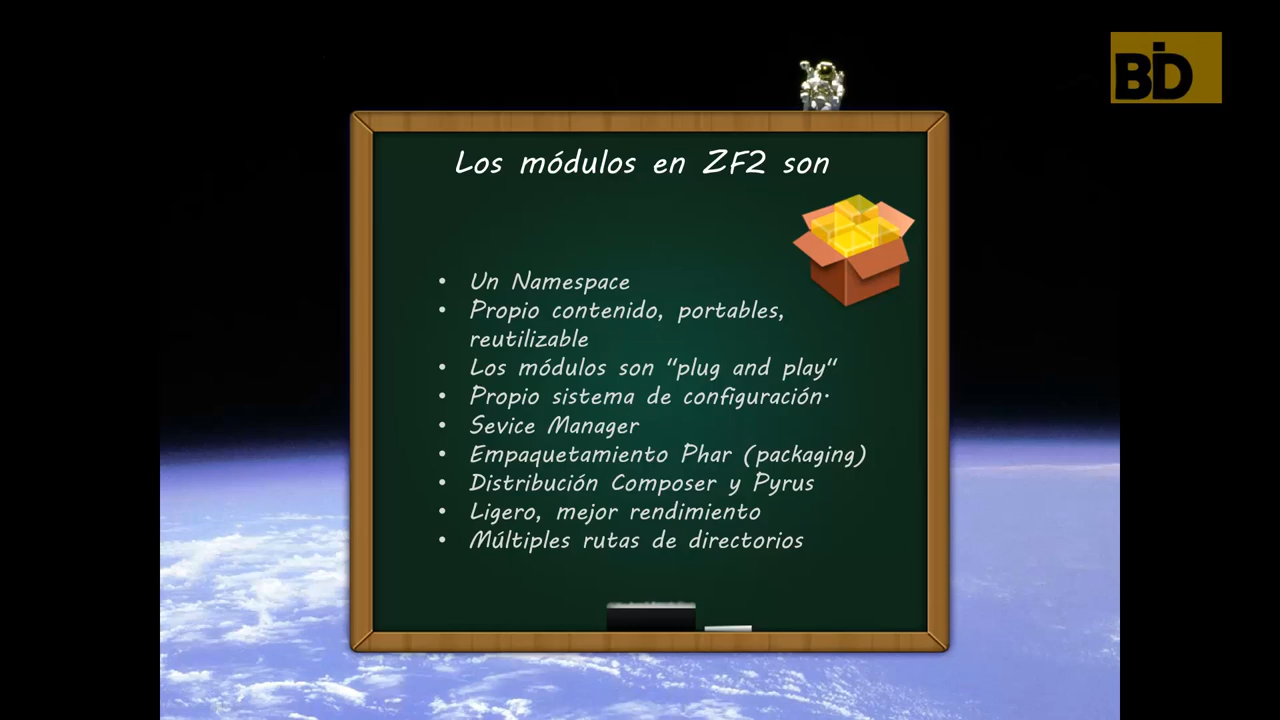 BID
Los módulos en ZF2 son
• Un Namespace
• Propio contenido, portables,
reutilizable
• Los módulos son "plug and play"
• Propio sistema de configuración·
• Sevice Manager
• Empaquetamiento Phar (packaging)
• Distribución Composer y Pyrus
• Ligero, mejor rendimiento
• Múltiples rutas de directorios